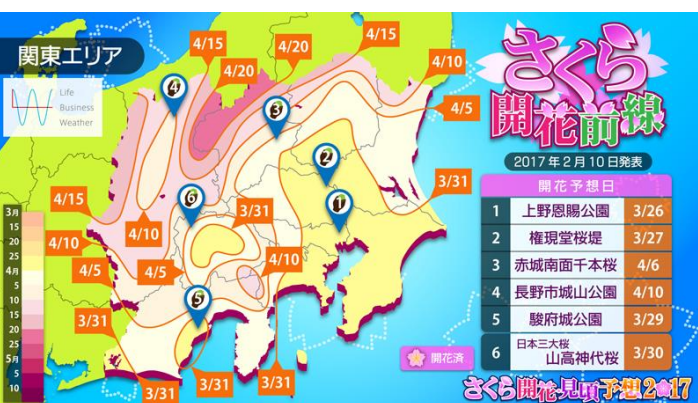 関東エリア
Life
Business
Weather
4/15
4/20
4/20
4/15
4/10
4/5
3/31
4
3
2
1
6
5
4/15
4/10
4/10
4/5
4/5
3/31
4/10
3/31
3/31
3/31
3/31
3月
15
20
25
4月
5
10
15
20
25
5月
5
10
開花済
さくら
開花前線
2017年2月10日発表
開花予想日
1 上野恩賜公園 3/26
2 権現堂桜堤 3/27
3 赤城南面千本桜 4/6
4 長野市城山公園 4/10
5 駿府城公園 3/29
6 日本三大桜
山高神代桜 3/30
さくら開花見頃予想2017